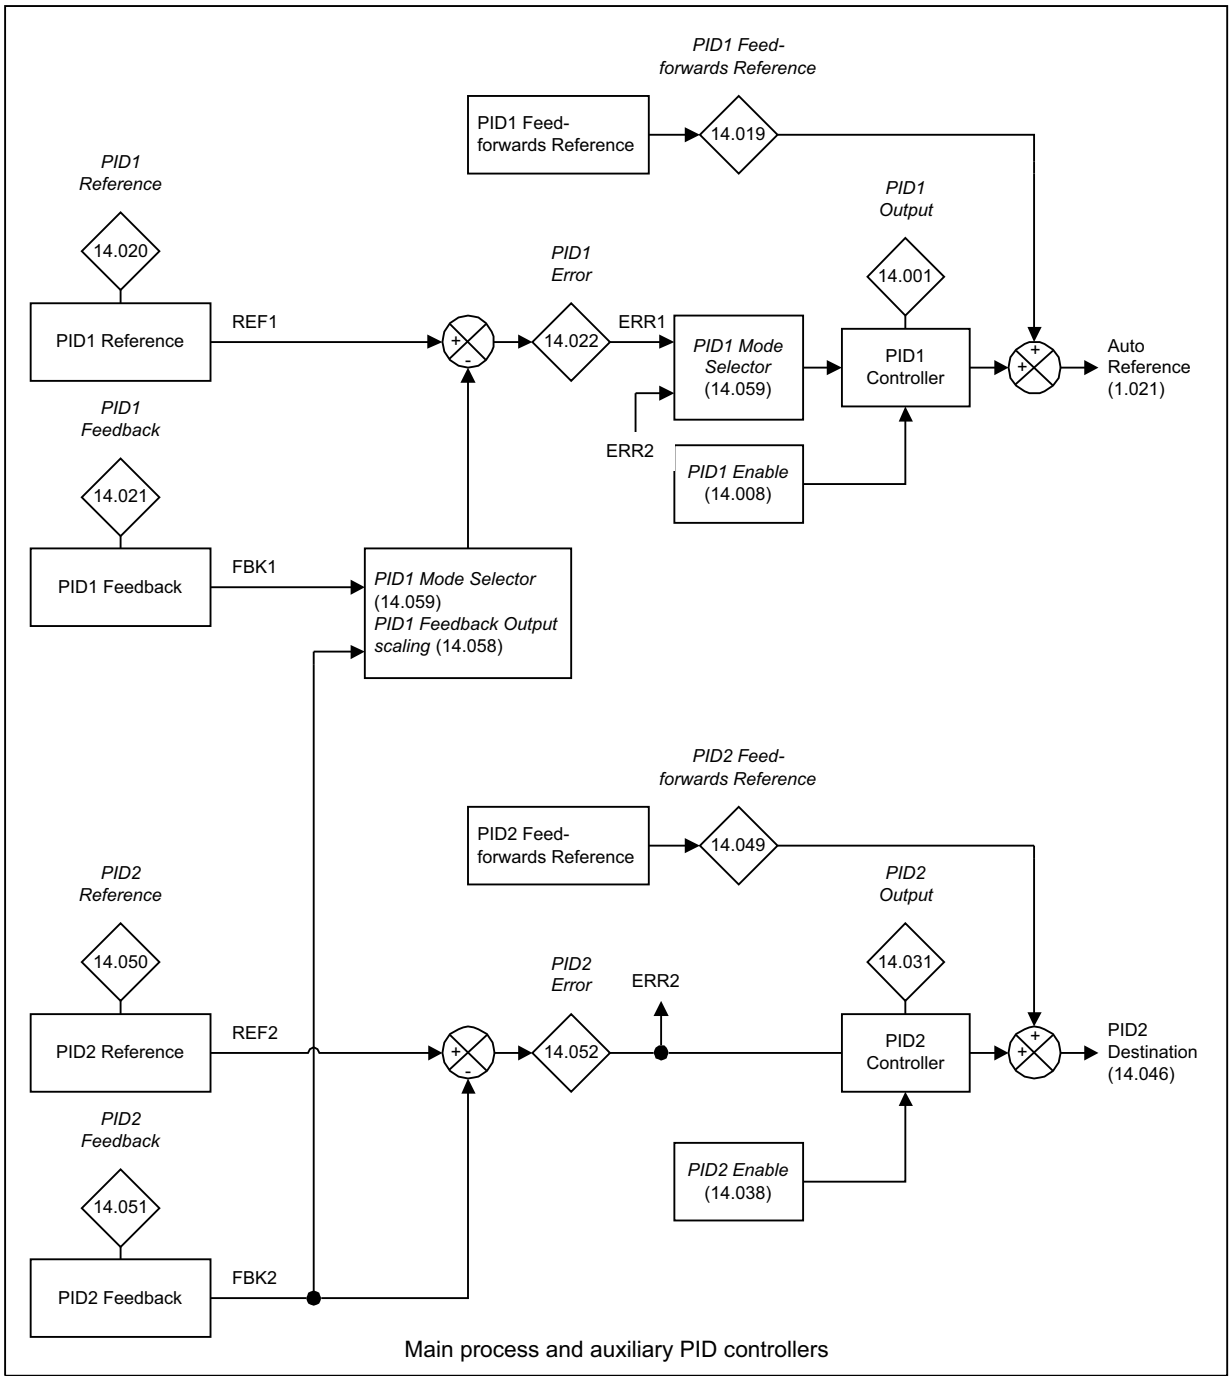 PID1 Feed-
forwards Reference
PID1 Feed-
forwards Reference
14.019
PID1
Reference
14.020
PID1 Reference
REF1
+
-
PID1
Error
14.022
ERR1
PID1 Mode
Selector
(14.059)
ERR2
PID1
Output
14.001
PID1
Controller
+
+
Auto
Reference
(1.021)
PID1 Enable
(14.008)
PID1
Feedback
14.021
PID1 Feedback
FBK1
PID1 Mode Selector
(14.059)
PID1 Feedback Output
scaling (14.058)
PID2 Feed-
forwards Reference
PID2 Feed-
forwards Reference
14.049
PID2
Reference
14.050
PID2 Reference
REF2
+
-
PID2
Error
14.052
ERR2
PID2
Output
14.031
PID2
Controller
+
+
PID2
Destination
(14.046)
PID2 Enable
(14.038)
PID2
Feedback
14.051
PID2 Feedback
FBK2
Main process and auxiliary PID controllers